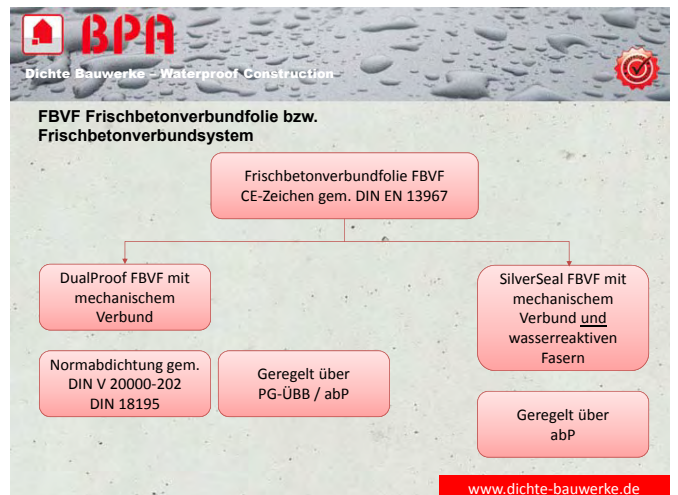 BPA
Dichte Bauwerke – Waterproof Construction
FBVF Frischbetonverbundfolie bzw.
Frischbetonverbundsystem
Frischbetonverbundfolie FBVF
CE-Zeichen gem. DIN EN 13967
DualProof FBVF mit
mechanischem
Verbund
SilverSeal FBVF mit
mechanischem
Verbund und
wasserreaktiven
Fasern
Normabdichtung gem.
DIN V 20000-202
DIN 18195
Geregelt über
PG-ÜBB / abP
Geregelt über
abP
www.dichte-bauwerke.de